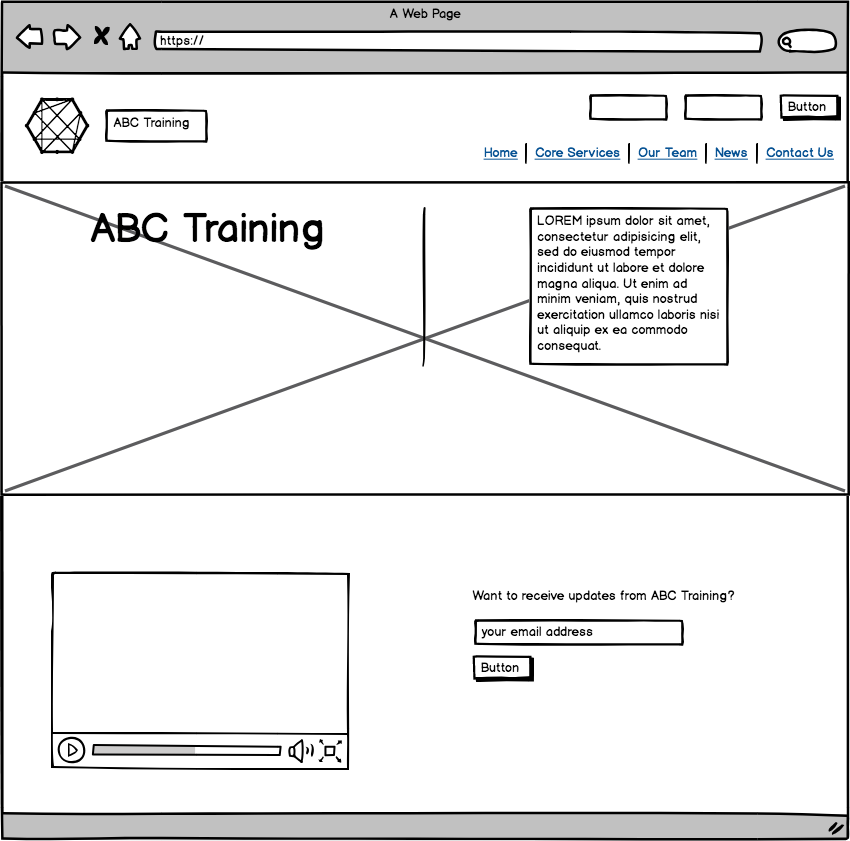 A Web Page
https://
ABC Training
Button
Home
Core Services
Our Team
News
Contact Us
ABC Training
LOREM ipsum dolor sit amet,
consectetur adipisicing elit,
sed do eiusmod tempor
incididunt ut labore et dolore
magna aliqua. Ut enim ad
minim veniam, quis nostrud
exercitation ullamco laboris nisi
ut aliquip ex ea commodo
consequat.
Want to receive updates from ABC Training?
your email address
Button